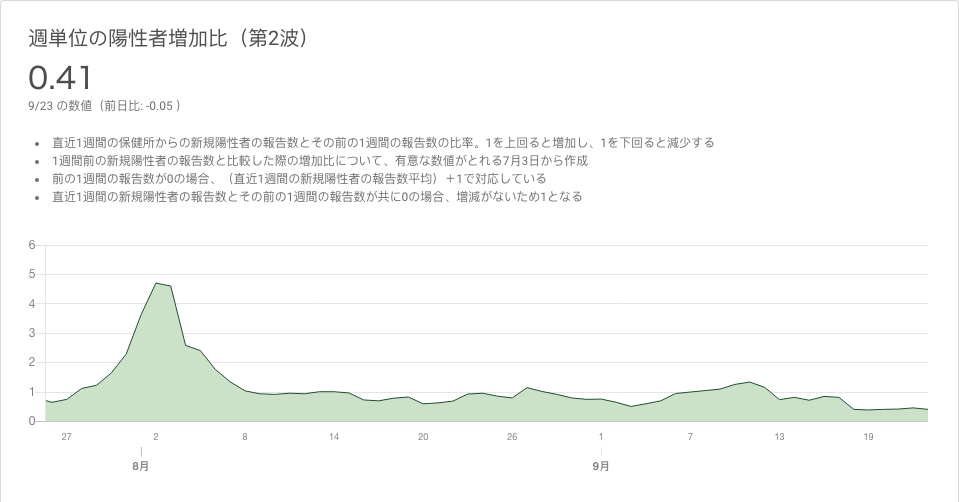 週単位の陽性者増加比（第2波）
0.41
9/23 の数値（前日比: -0.05 ）
• 直近1週間の保健所からの新規陽性者の報告数とその前の1週間の報告数の比率。1を上回ると増加し、1を下回ると減少する
• 1週間前の新規陽性者の報告数と比較した際の増加比について、有意な数値がとれる7月3日から作成
• 前の1週間の報告数が0の場合、（直近1週間の新規陽性者の報告数平均）＋1で対応している
• 直近1週間の新規陽性者の報告数とその前の1週間の報告数が共に0の場合、増減がないため1となる
6
5
4
3
2
1
0
27 2 8 14 20 26 1 7 13 19
8月 9月